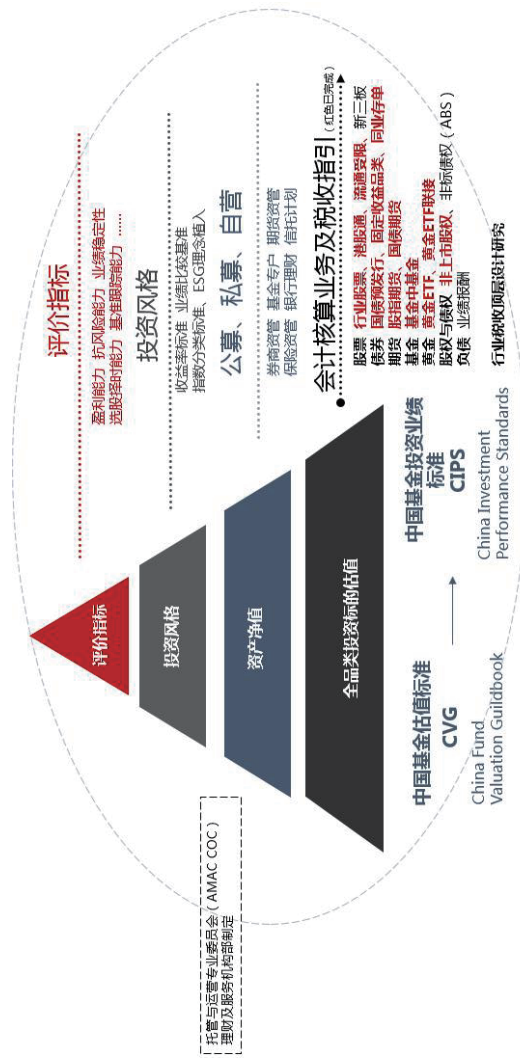 托管与运营专业委员会（AMAC COC）
理财及服务机构部制定
评价指标
投资风格
资产净值
全品类投资标的估值
评价指标
盈利能力 抗风险能力 业绩稳定性
选股择时能力 基准跟踪能力 ……
投资风格
收益率标准 业绩比较基准
指数分类标准、ESG理念植入
公募、私募、自营
券商资管 基金专户 期货资管
保险资管 银行理财 信托计划
会计核算业务及税收指引（红色已完成）
股票 行业股票、港股通、流通受限、新三板
债券 国债预发行、固定收益品类、同业存单
期货 股指期货、国债期货
基金 基金中基金
黄金 黄金ETF、黄金ETF联接
股权与债权 非上市股权、非标债权（ABS）
负债 业绩报酬
行业税收顶层设计研究
中国基金估值标准
CVG
China Fund
Valuation Guildbook
中国基金投资业绩
标准
CIPS
China Investment
Performance Standards